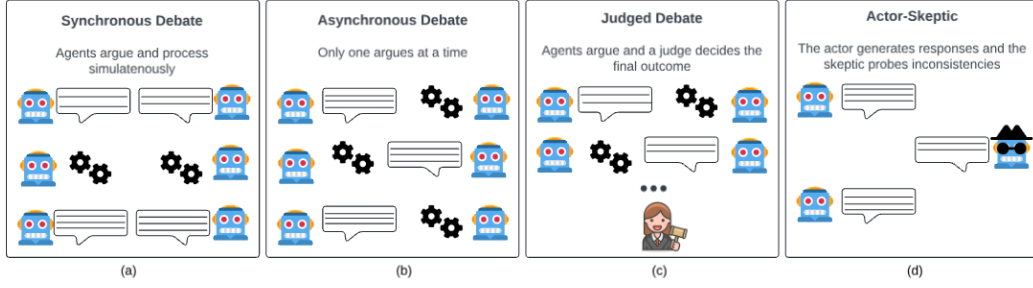 Synchronous Debate
Agents argue and process
simulatenously
(a)
Asynchronous Debate
Only one argues at a time
(b)
Judged Debate
Agents argue and a judge decides the
final outcome
(c)
Actor-Skeptic
The actor generates responses and the
skeptic probes inconsistencies
(d)